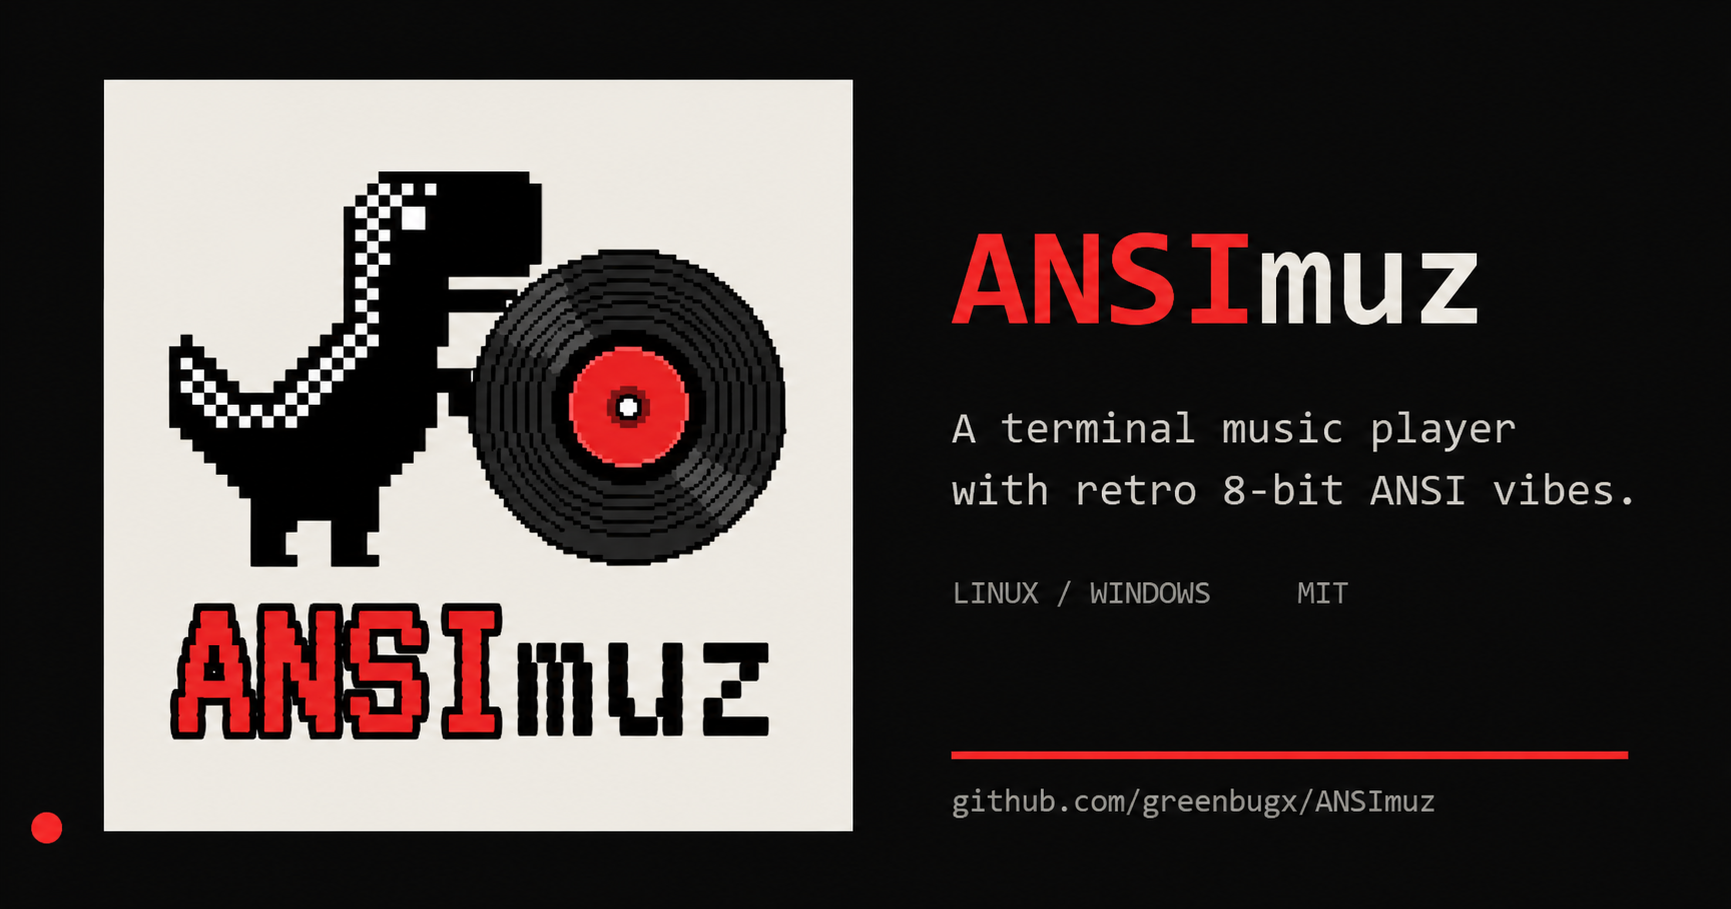 ANSImuz
ANSImuz
A terminal music player
with retro 8-bit ANSI vibes.
LINUX / WINDOWS MIT
github.com/greenbugx/ANSImuz